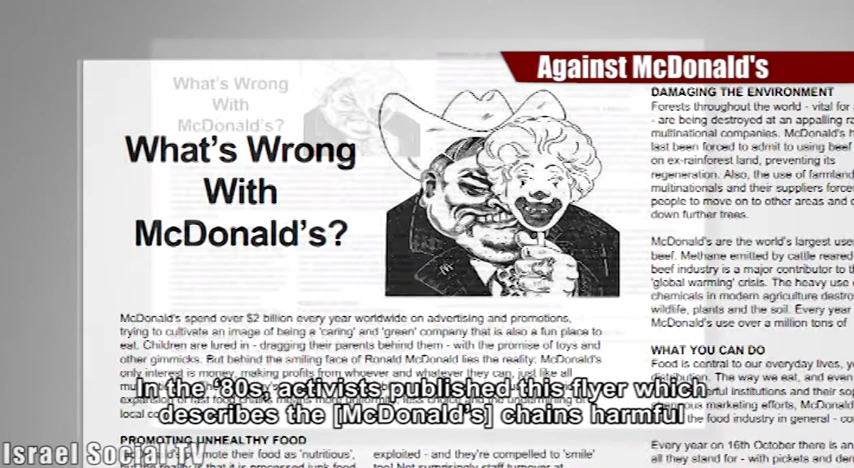 Against McDonald's
What's Wrong
With
McDonald's?
What's Wrong
With
McDonald's?
McDonald's spend over $2 billion every year worldwide on advertising and promotions,
trying to cultivate an image of being a 'caring' and 'green' company that is also a fun place to
eat. Children are lured in - dragging their parents behind them - with the promise of toys and
other gimmicks. But behind the smiling face of Ronald McDonald lies the reality: McDonald's
only interest is money, making profits from whoever and whatever they can, just like all
local
PROMOTING UNHEALTHY FOOD
mote their food as 'nutritious',
exploited - and they're compelled to 'smile'
DAMAGING THE ENVIRONMENT
Forests throughout the world - vital for
- are being destroyed at an appalling
multinational companies. McDonald's
last been forced to admit to using beef
on ex-rainforest land, preventing its
regeneration. Also, the use of farmland
multinationals and their suppliers force
people to move on to other areas and
down further trees.
McDonald's are the world's largest use
beef. Methane emitted by cattle reared
beef industry is a major contributor to
'global warming' crisis. The heavy use
chemicals in modern agriculture destro
wildlife, plants and the soil. Every year
McDonald's use over a million tons of
WHAT YOU CAN DO
Food is central to our everyday lives,
The way we eat, and even
erful institutions and their
marketing efforts, McDonald
the food industry in general -
Every year on 16th October there is an
all they stand for - with pickets and
In the '80s, activists published this flyer which
describes the [McDonald's] chains harmful
Israel Social TV